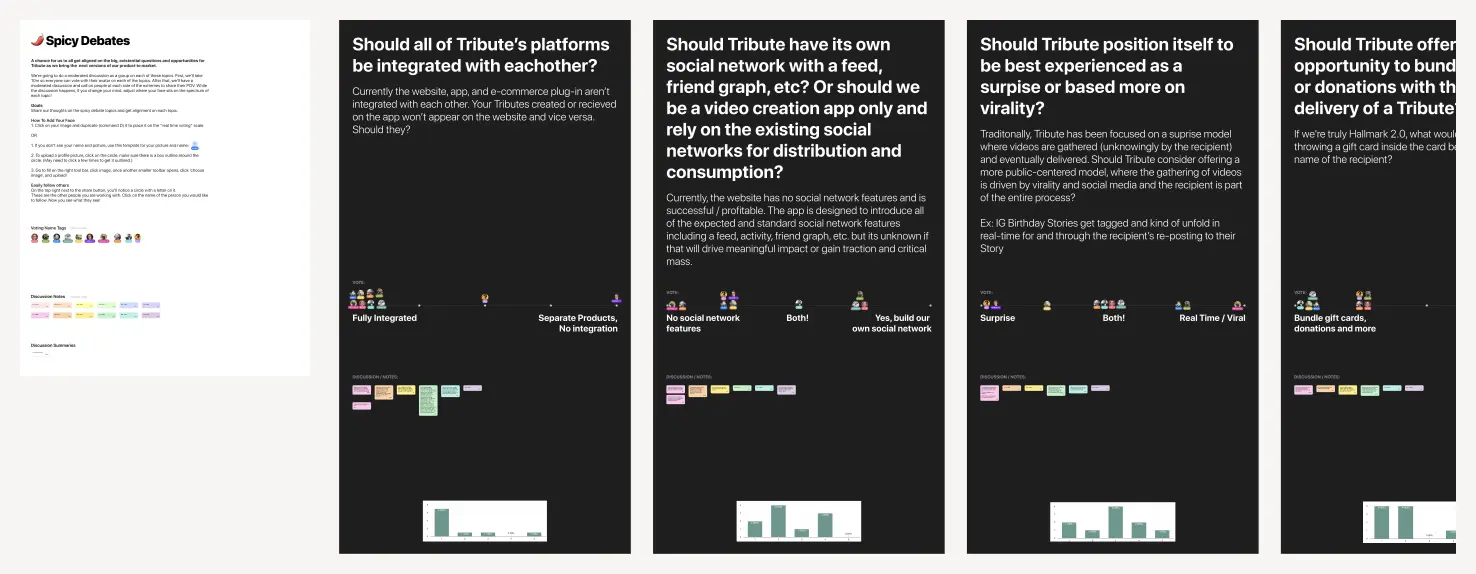 🌶️ Spicy Debates
A chance for us to all get aligned on the big, existential questions and opportunities for
Tribute as we bring the next versions of our product to market.
We're going to do a moderated discussion as a group on each of these topics. First, we'll take
10m so everyone can vote with their avatar on each of the topics. After that, we'll have a
moderated discussion and call on people at each side of the extremes to share their POV. While
the discussion happens, if you change your mind, adjust where your face sits on the spectrum of
each topic!
Goals
Share our thoughts on the spicy debate topics and get alignment on each topic.
How To Add Your Face
1. Click on your image and duplicate (command D) it to place it on the "real time voting" scale.
OR
1. If you don't see your name and picture, use this template for your picture and name:
2. To upload a profile picture, click on the circle, make sure there is a box outline around the
circle. (May need to click a few times to get it outlined.)
3. Go to fill on the right tool bar, click image, once another smaller toolbar opens, click 'choose
image', and upload!
Easily follow others
On the top right next to the share button, you'll notice a circle with a letter on it.
These are the other people you are working with. Click on the name of the person you would like
to follow. Now you see what they see!
Voting Name Tags
Discussion Notes
Discussion Summaries
Should all of Tribute's platforms
be integrated with eachother?
Currently the website, app, and e-commerce plug-in aren't
integrated with each other. Your Tributes created or recieved
on the app won't appear on the website and vice versa.
Should they?
VOTE:
Fully Integrated
Separate Products,
No integration
DISCUSSION / NOTES:
Should Tribute have its own
social network with a feed,
friend graph, etc? Or should we
be a video creation app only and
rely on the existing social
networks for distribution and
consumption?
Currently, the website has no social network features and is
successful / profitable. The app is designed to introduce all
of the expected and standard social network features
including a feed, activity, friend graph, etc. but its unknown if
that will drive meaningful impact or gain traction and critical
mass.
VOTE:
No social network
features
Both!
Yes, build our
own social network
DISCUSSION / NOTES:
Should Tribute position itself to
be best experienced as a
surprise or based more on
virality?
Traditonally, Tribute has been focused on a suprise model
where videos are gathered (unknowingly by the recipient)
and eventually delivered. Should Tribute consider offering a
more public-centered model, where the gathering of videos
is driven by virality and social media and the recipient is part
of the entire process?
Ex: IG Birthday Stories get tagged and kind of unfold in
real-time for and through the recipient's re-posting to their
Story
VOTE:
Surprise
Both!
Real Time / Viral
DISCUSSION / NOTES:
Should Tribute offer
opportunity to bund
or donations with th
delivery of a Tribute
If we're truly Hallmark 2.0, what would
throwing a gift card inside the card be
name of the recipient?
VOTE:
Bundle gift cards,
donations and more
DISCUSSION / NOTES: